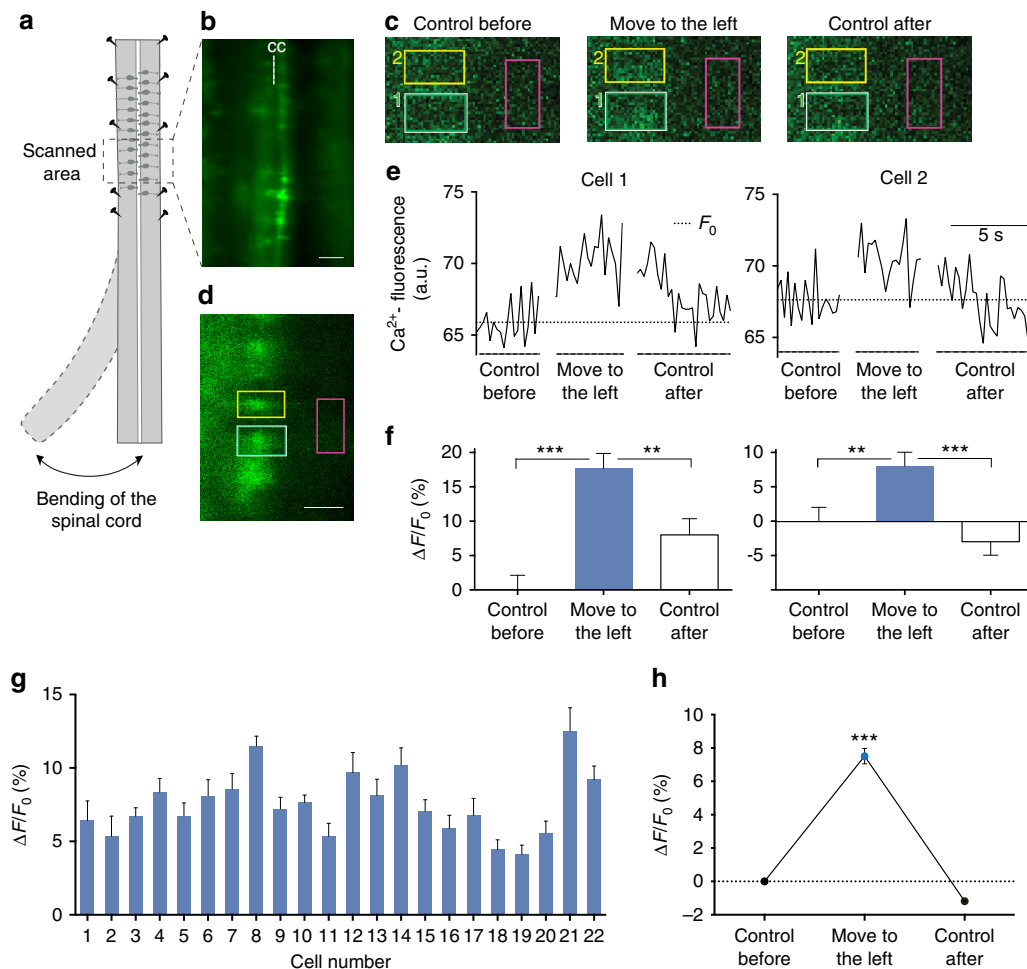 a
Scanned
area
Bending of the
spinal cord
b
cc
c
Control before
Move to the left
Control after
2
1
2
1
2
1
d
e
Cell 1
Cell 2
75
70
65
Ca2+- fluorescence
(a.u.)
F0
Control
before
Move to
the left
Control
after
75
70
65
5 s
Control
before
Move to
the left
Control
after
f
ΔF/F0 (%)
20
15
10
5
0
***
**
Control
before
Move to
the left
Control
after
10
5
0
-5
**
***
Control
before
Move to
the left
Control
after
g
ΔF/F0 (%)
15
10
5
0
1 2 3 4 5 6 7 8 9 10 11 12 13 14 15 16 17 18 19 20 21 22
Cell number
h
ΔF/F0 (%)
10
8
6
4
2
0
–2
***
Control
before
Move to
the left
Control
after